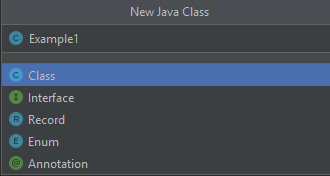 New Java Class
C Example1
C Class
I Interface
R Record
E Enum
@ Annotation